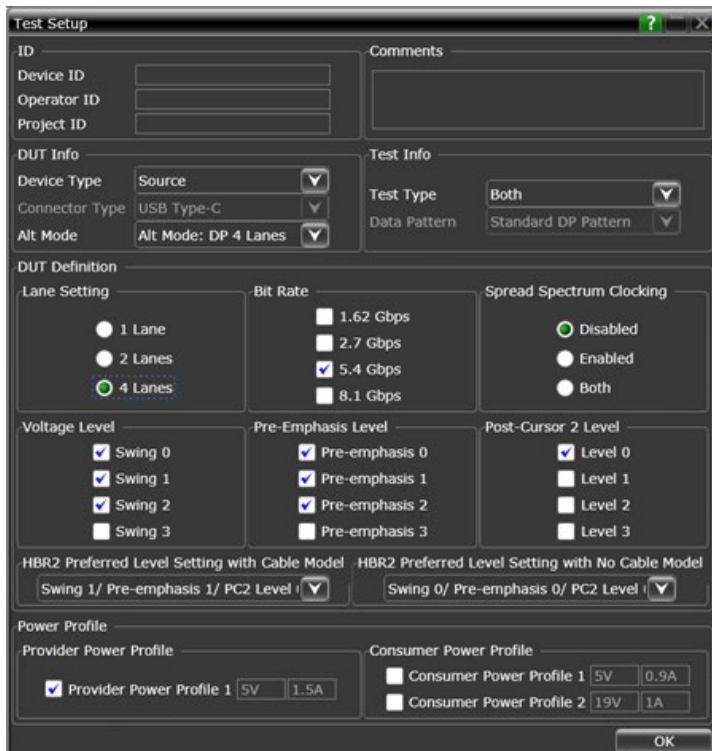 Test Setup
?
ID
Device ID
Operator ID
Project ID
Comments
DUT Info
Device Type Source
Connector Type USB Type-C
Alt Mode Alt Mode: DP 4 Lanes
Test Info
Test Type Both
Data Pattern Standard DP Pattern
DUT Definition
Lane Setting
1 Lane
2 Lanes
4 Lanes
Bit Rate
1.62 Gbps
2.7 Gbps
5.4 Gbps
8.1 Gbps
Spread Spectrum Clocking
Disabled
Enabled
Both
Voltage Level
Swing 0
Swing 1
Swing 2
Swing 3
Pre-Emphasis Level
Pre-emphasis 0
Pre-emphasis 1
Pre-emphasis 2
Pre-emphasis 3
Post-Cursor 2 Level
Level 0
Level 1
Level 2
Level 3
HBR2 Preferred Level Setting with Cable Model
Swing 1/ Pre-emphasis 1/ PC2 Level
HBR2 Preferred Level Setting with No Cable Model
Swing 0/ Pre-emphasis 0/ PC2 Level
Power Profile
Provider Power Profile
Provider Power Profile 1 5V 1.5A
Consumer Power Profile
Consumer Power Profile 1 5V 0.9A
Consumer Power Profile 2 19V 1A
OK